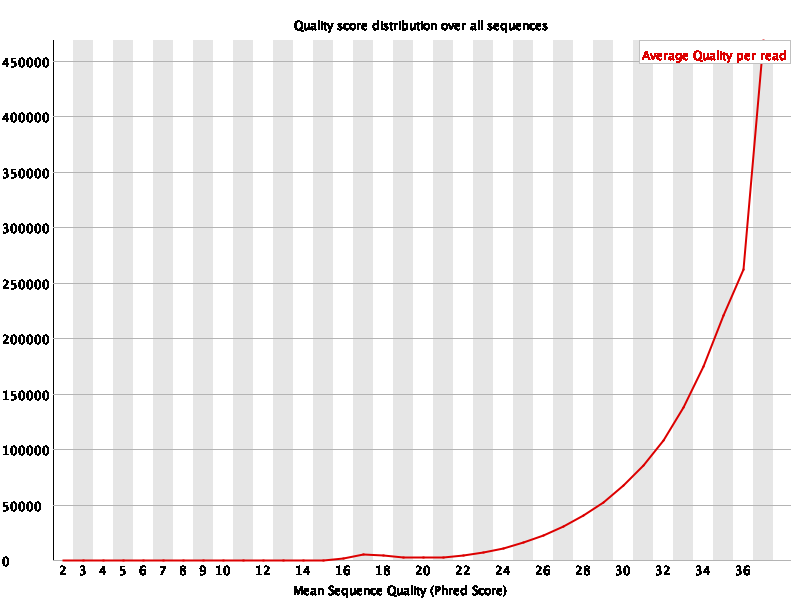 Quality score distribution over all sequences
Average Quality per read
450000
400000
350000
300000
250000
200000
150000
100000
50000
0
2 3 4 5 6 7 8 9 10 12 14 16 18 20 22 24 26 28 30 32 34 36
Mean Sequence Quality (Phred Score)